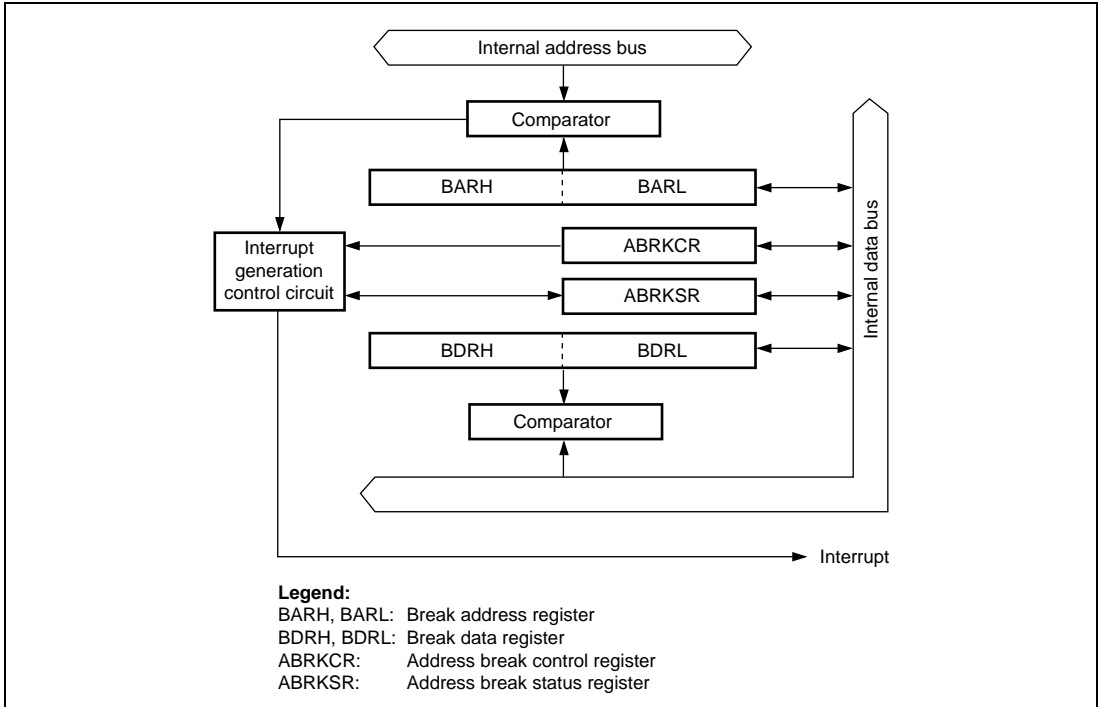 Internal address bus
Comparator
BARH
BARL
Internal data bus
Interrupt
generation
control circuit
ABRKCR
ABRKSR
BDRH
BDRL
Comparator
Interrupt
Legend:
BARH, BARL: Break address register
BDRH, BDRL: Break data register
ABRKCR: Address break control register
ABRKSR: Address break status register